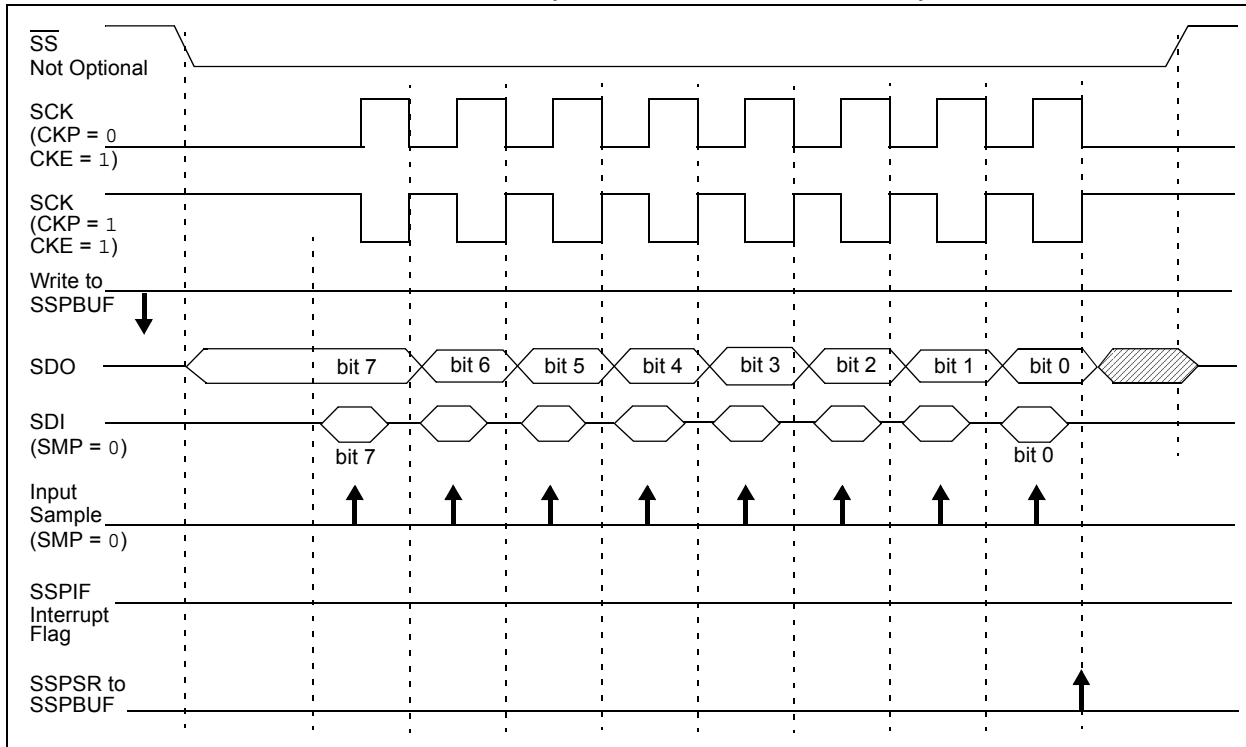 SS
Not Optional
SCK
(CKP = 0
CKE = 1)
SCK
(CKP = 1
CKE = 1)
Write to
SSPBUF
SDO
bit 7
bit 6
bit 5
bit 4
bit 3
bit 2
bit 1
bit 0
SDI
(SMP = 0)
bit 7
bit 0
Input
Sample
(SMP = 0)
SSPIF
Interrupt
Flag
SSPSR to
SSPBUF